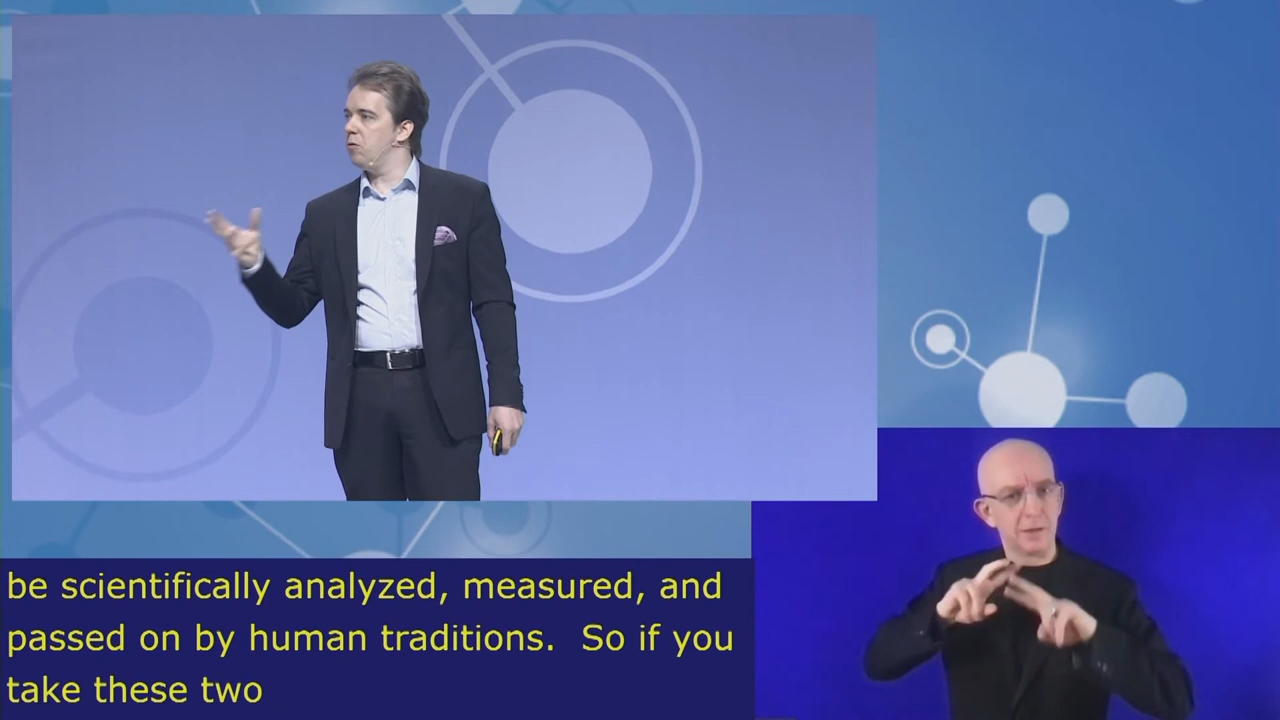 be scientifically analyzed, measured, and
passed on by human traditions.  So if you
take these two